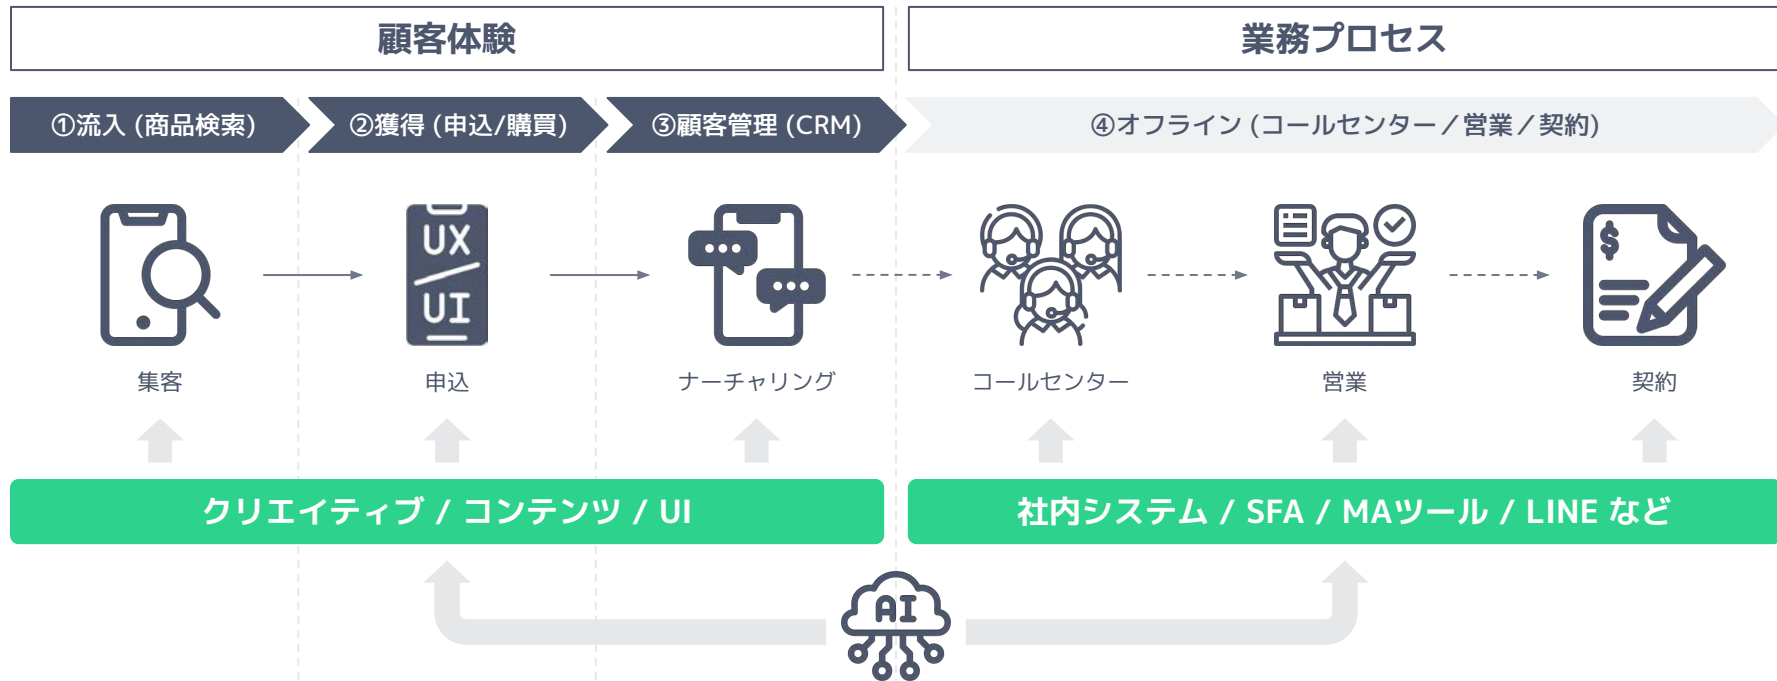 顧客体験
業務プロセス
①流入 (商品検索)
②獲得 (申込/購買)
③顧客管理 (CRM)
④オフライン (コールセンター／営業／契約)
UX
UI
$
集客
申込
ナーチャリング
コールセンター
営業
契約
クリエイティブ / コンテンツ / UI
社内システム / SFA / MAツール / LINE など
AI